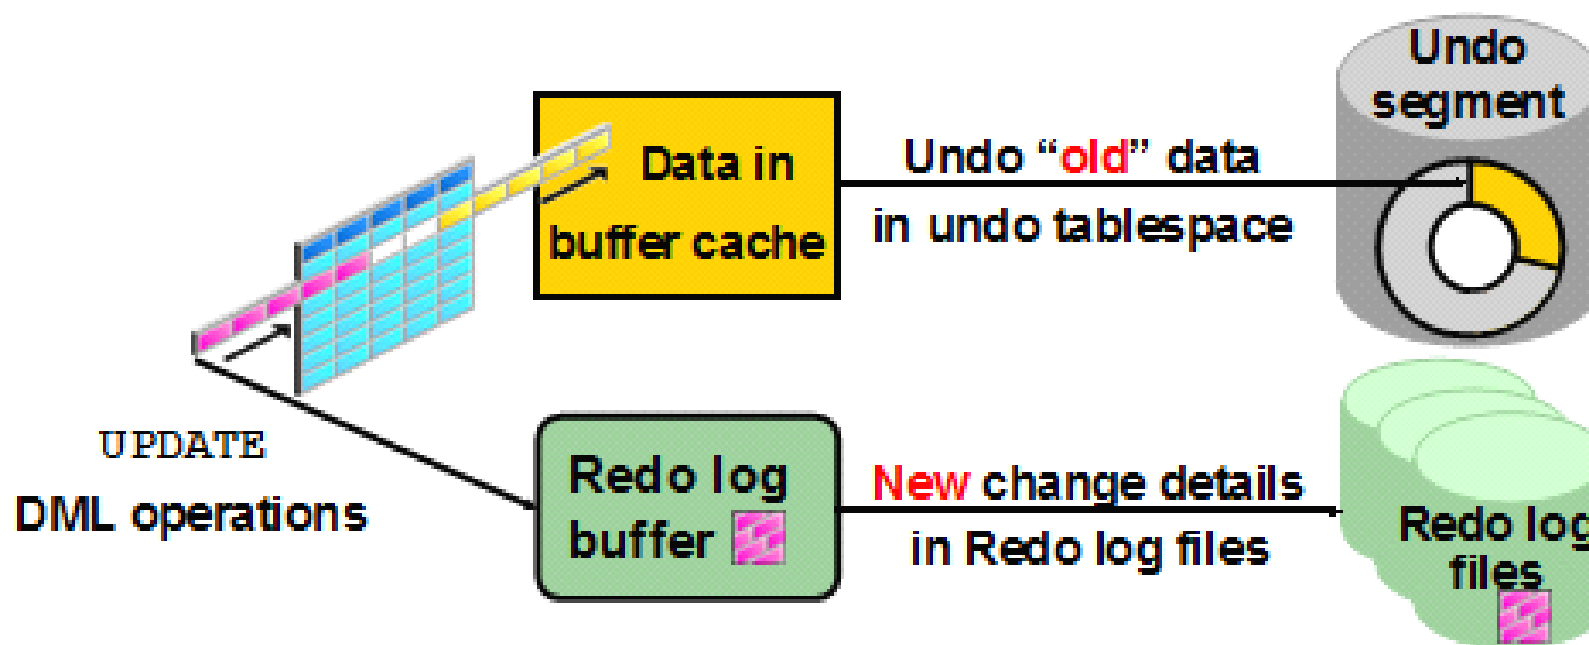 Undo
segment
Data in
buffer cache
Undo “old” data
in undo tablespace
UPDATE
DML operations
Redo log
buffer
New change details
in Redo log files
Redo log
files